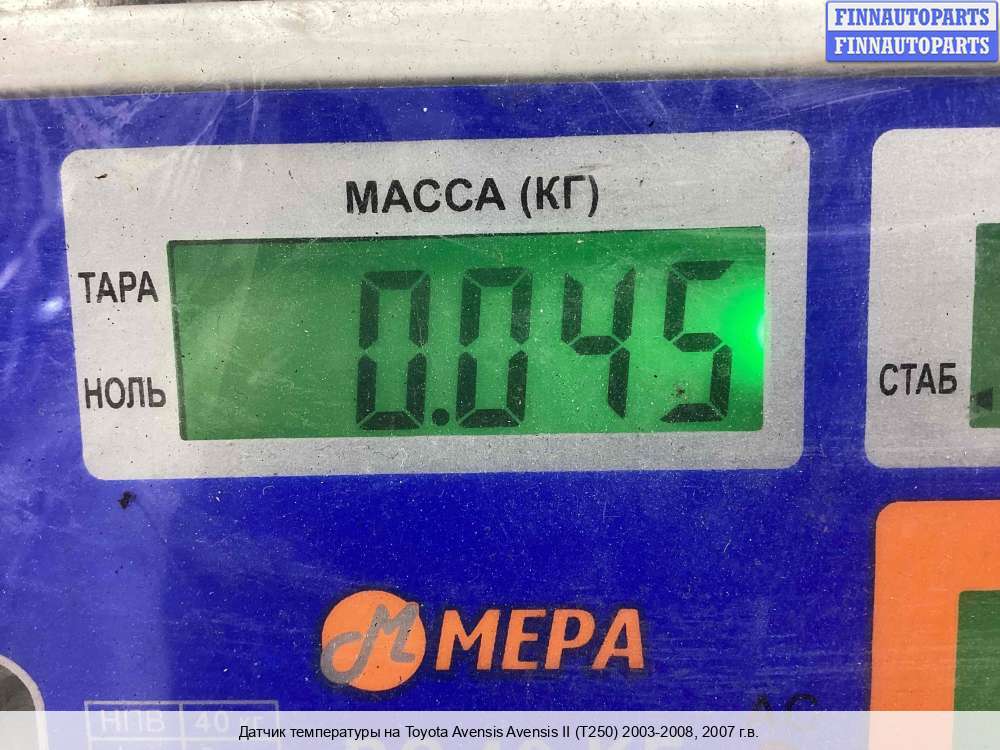 FINNAUTOPARTS
FINNAUTOPARTS
МАССА (КГ)
ТАРА
0.045
НОЛЬ
СТАБ
М МЕРА
НПВ 40 кг
Датчик температуры на Toyota Avensis Avensis II (T250) 2003-2008, 2007 г.в.